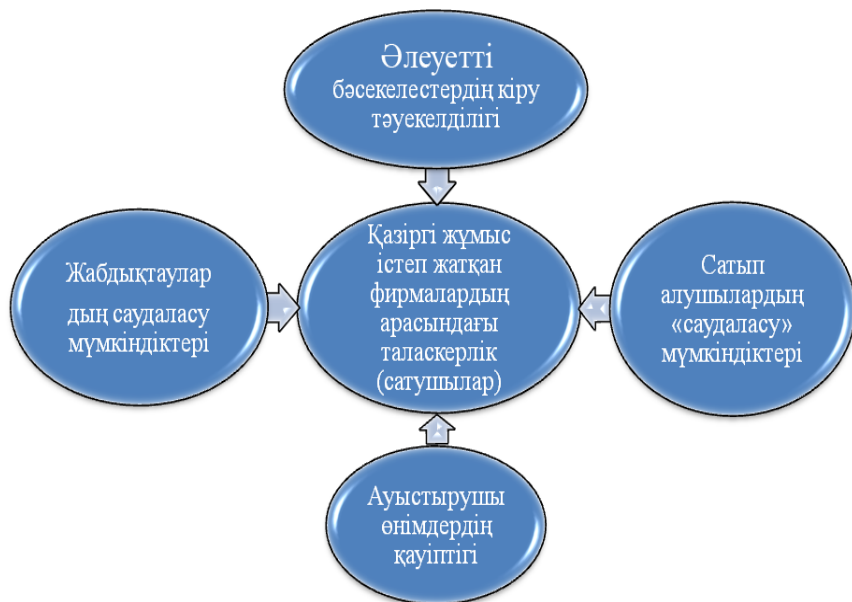 Әлеуетті
бәсекелестердің кіру
тәуекелділігі
Жабдықтаулар
дың саудаласу
мүмкіндіктері
Қазіргі жұмыс
істеп жатқан
фирмалардың
арасындағы
таласкерлік
(сатушылар)
Сатып
алушылардың
«саудаласу»
мүмкіндіктері
Ауыстырушы
өнімдердің
қауіптігі